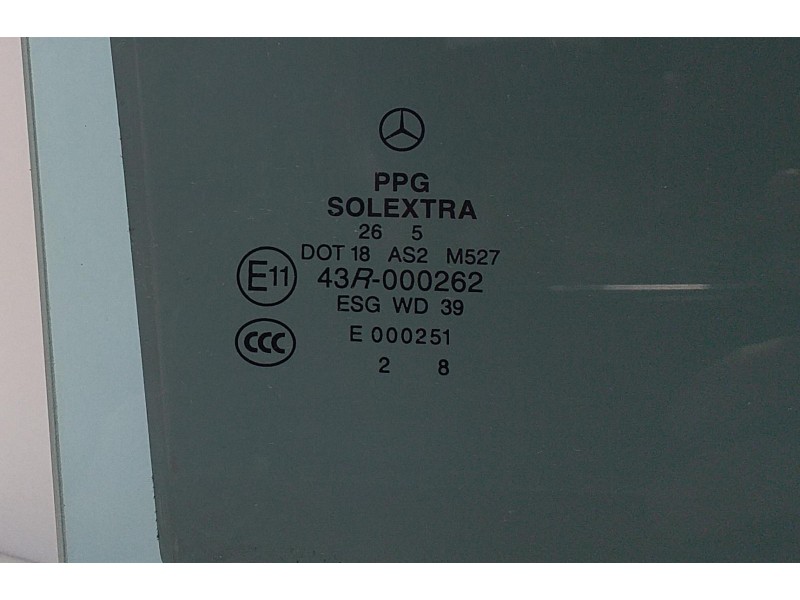 PPG
SOLEXTRA
26 5
DOT 18 AS2 M527
E11 43R-000262
ESG WD 39
CCC E 000251
2 8